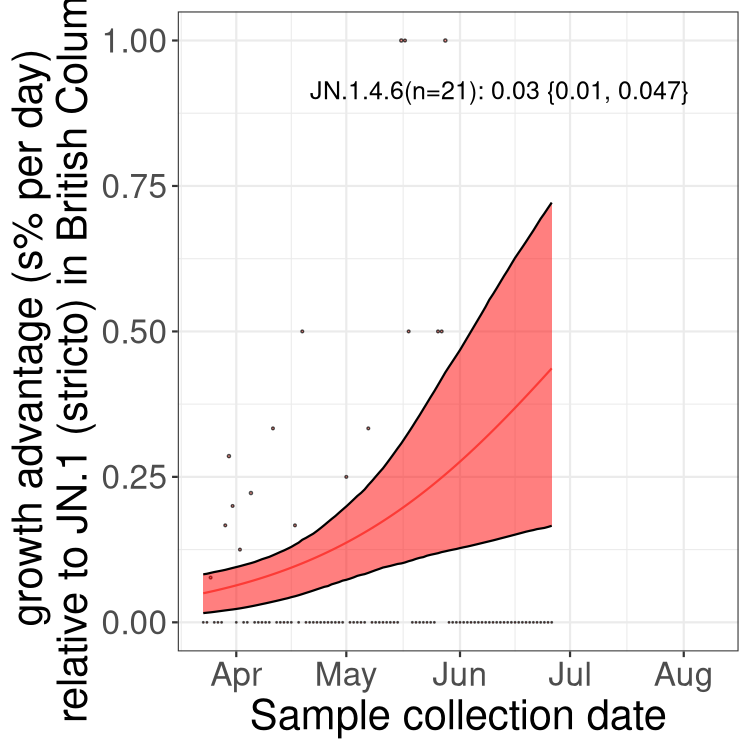 growth advantage (s% per day)
relative to JN.1 (stricto) in British Colum
1.00
0.75
0.50
0.25
0.00
JN.1.4.6(n=21): 0.03 {0.01, 0.047}
Apr May Jun Jul Aug
Sample collection date